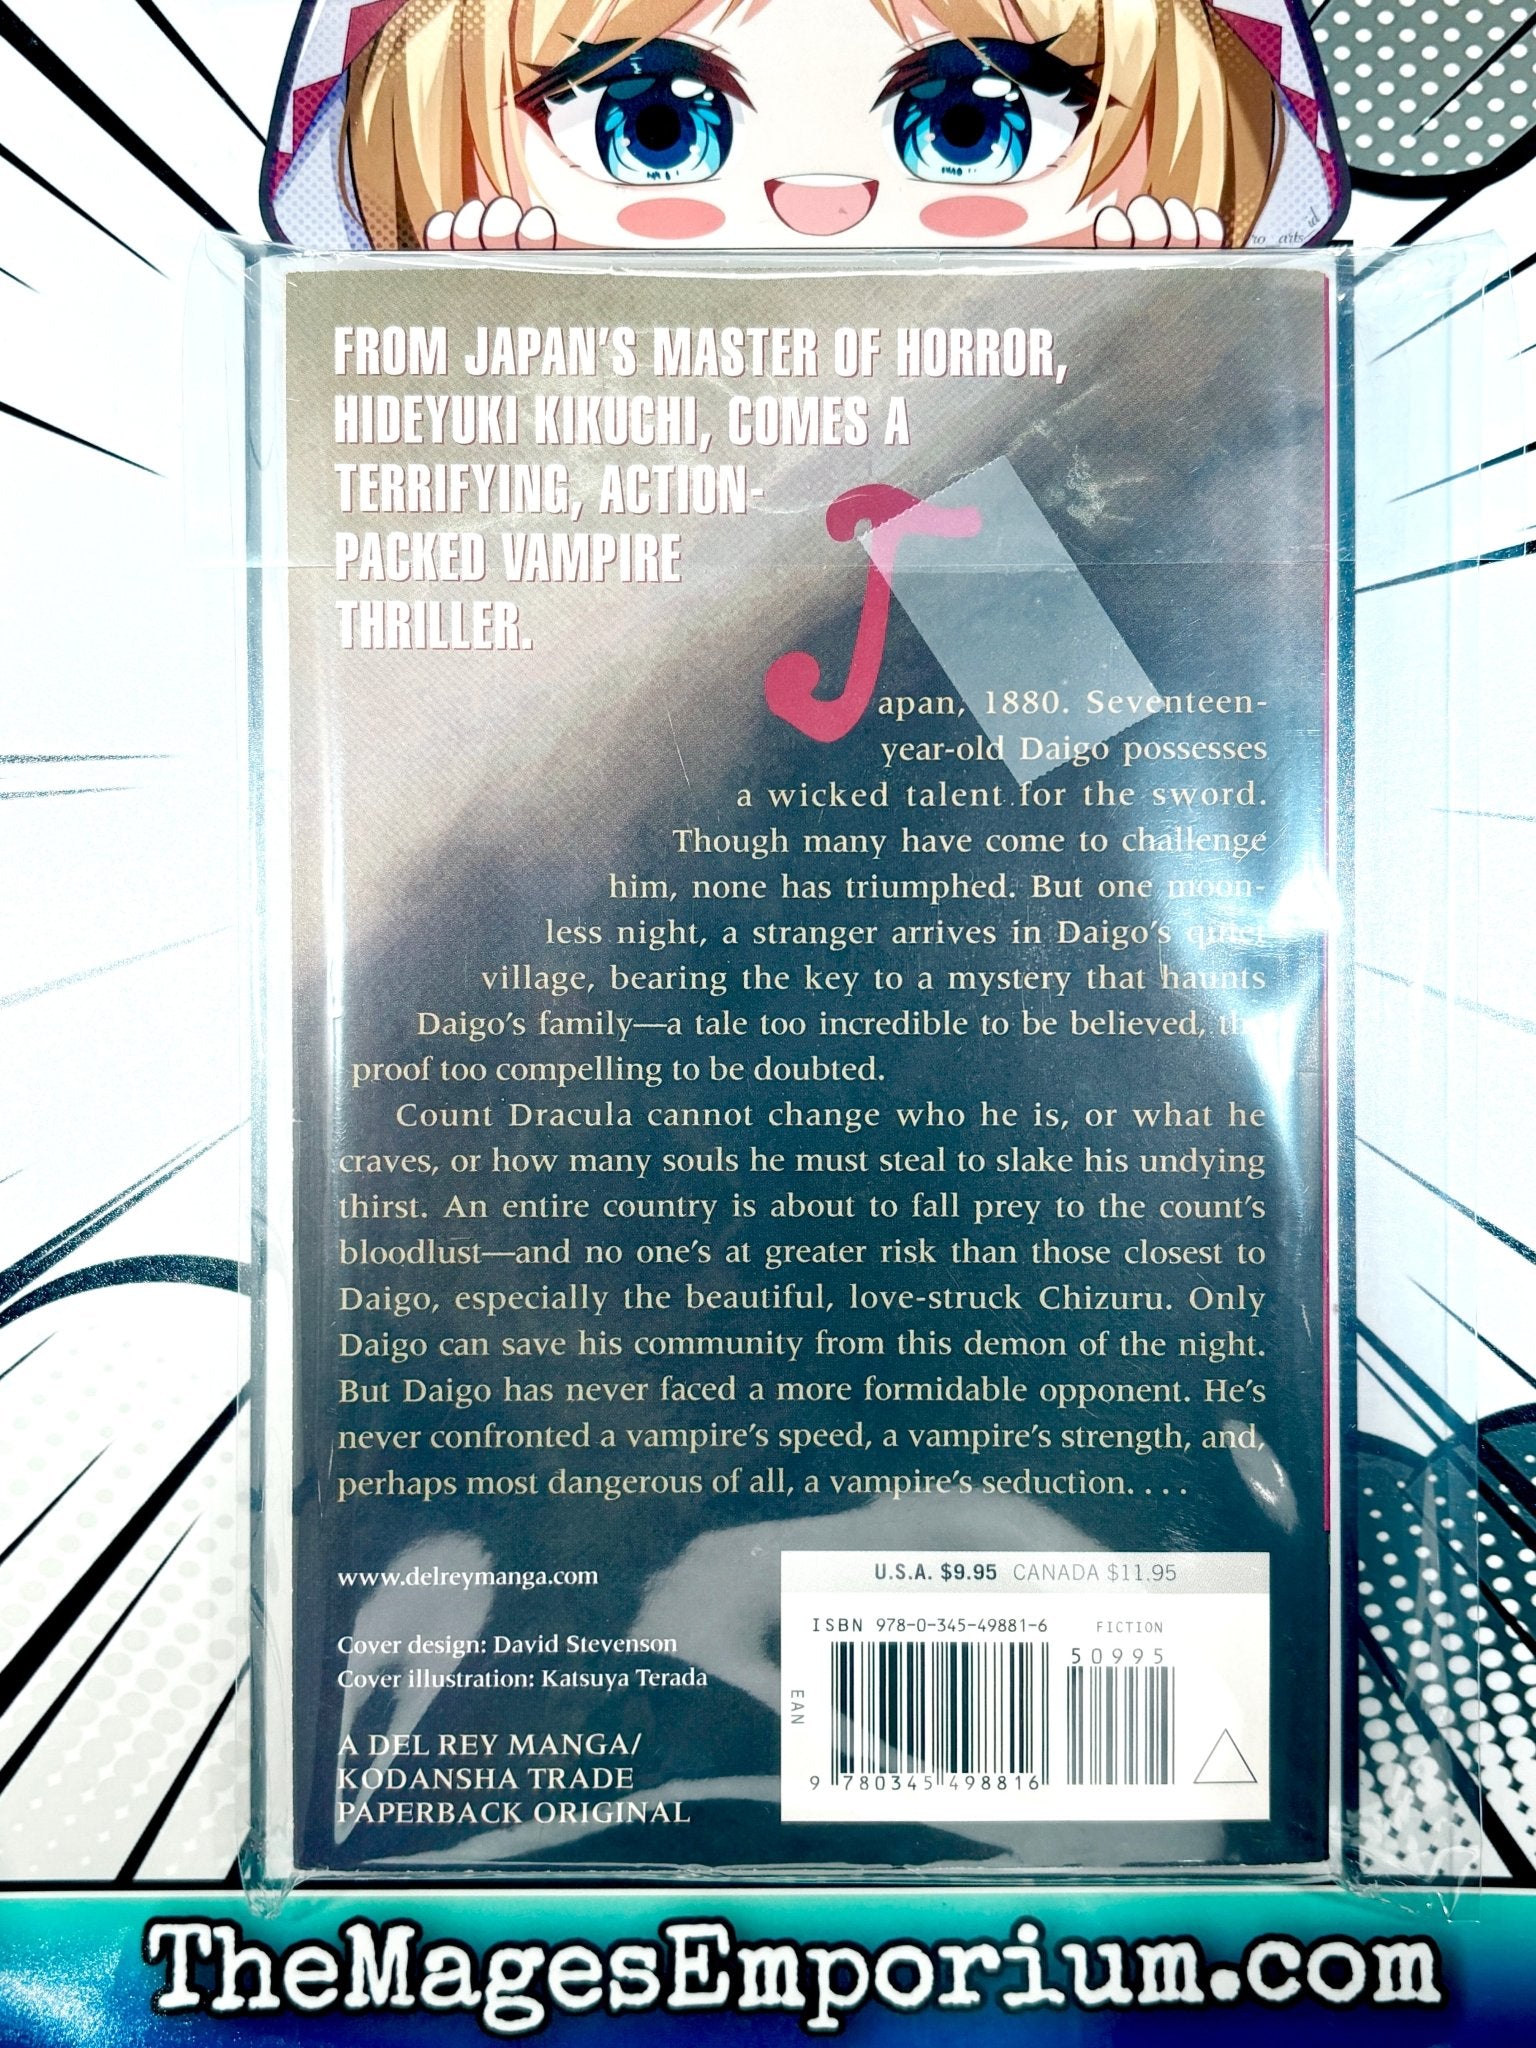 FROM JAPAN'S MASTER OF HORROR,
HIDEYUKI KIKUCHI, COMES A
TERRIFYING, ACTION-
PACKED VAMPIRE
THRILLER.
Japan, 1880. Seventeen-
year-old Daigo possesses
a wicked talent for the sword.
Though many have come to challenge
him, none has triumphed. But one moon-
less night, a stranger arrives in Daigo's quiet
village, bearing the key to a mystery that haunts
Daigo's family—a tale too incredible to be believed, the
proof too compelling to be doubted.
Count Dracula cannot change who he is, or what he
craves, or how many souls he must steal to slake his undying
thirst. An entire country is about to fall prey to the count's
bloodlust—and no one's at greater risk than those closest to
Daigo, especially the beautiful, love-struck Chizuru. Only
Daigo can save his community from this demon of the night.
But Daigo has never faced a more formidable opponent. He's
never confronted a vampire's speed, a vampire's strength, and,
perhaps most dangerous of all, a vampire's seduction. . . .
www.delreymanga.com
Cover design: David Stevenson
Cover illustration: Katsuya Terada
A DEL REY MANGA/
KODANSHA TRADE
PAPERBACK ORIGINAL
U.S.A. $9.95 CANADA $11.95
ISBN 978-0-345-49881-6 FICTION
50995
EAN
9 780345 498816
TheMagesEmporium.com